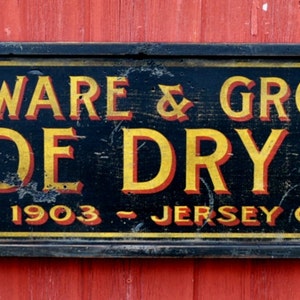 WARE & GRO
DE DRY
1903 ~ JERSEY